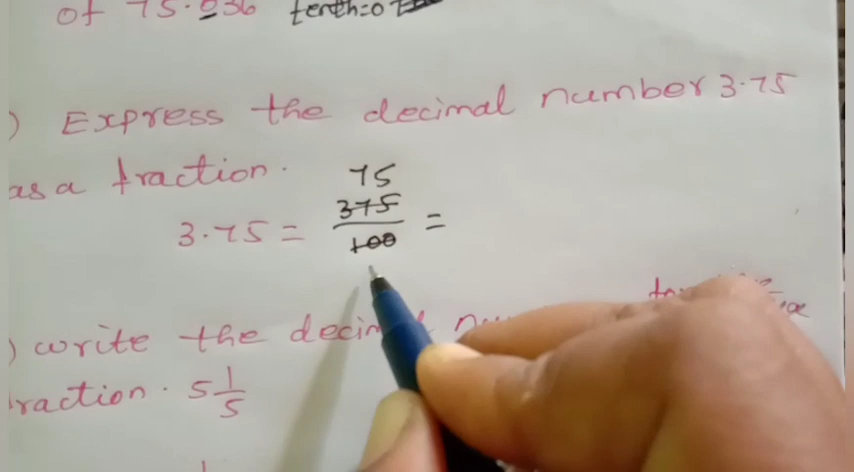 of 75.036 tenth=0
) Express the decimal number 3.75
as a fraction.
75
3.75 = 375/100 =
) write the decim
raction. 5 1/5